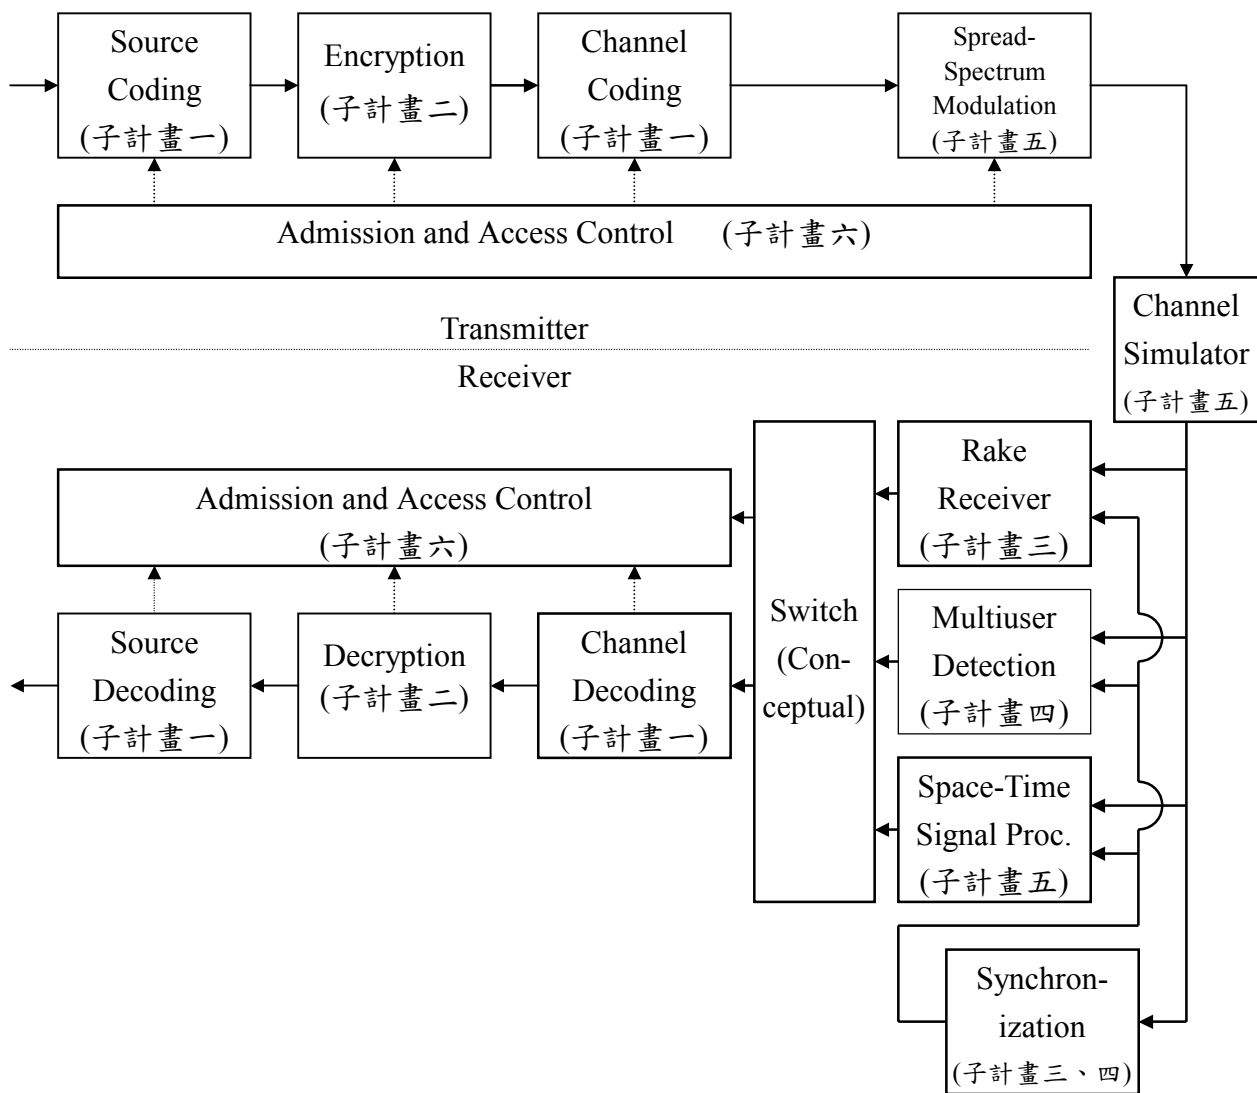 Source
Coding
(子計畫一)
Encryption
(子計畫二)
Channel
Coding
(子計畫一)
Spread-
Spectrum
Modulation
(子計畫五)
Admission and Access Control (子計畫六)
Transmitter
Receiver
Channel
Simulator
(子計畫五)
Rake
Receiver
(子計畫三)
Admission and Access Control
(子計畫六)
Switch
(Con-
ceptual)
Multiuser
Detection
(子計畫四)
Source
Decoding
(子計畫一)
Decryption
(子計畫二)
Channel
Decoding
(子計畫一)
Space-Time
Signal Proc.
(子計畫五)
Synchron-
ization
(子計畫三、四)